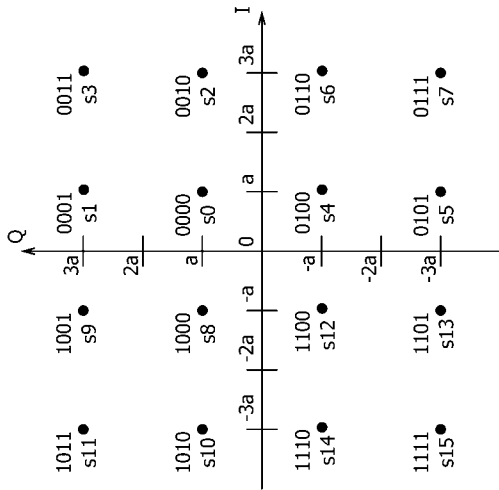 Q
1011 1001 3a 0001 0011
s11 s9 s1 s3
2a
1010 1000 a 0000 0010
s10 s8 s0 s2
-3a -2a -a 0 a 2a 3a I
1110 1100 -a 0100 0110
s14 s12 s4 s6
-2a
1111 1101 -3a 0101 0111
s15 s13 s5 s7